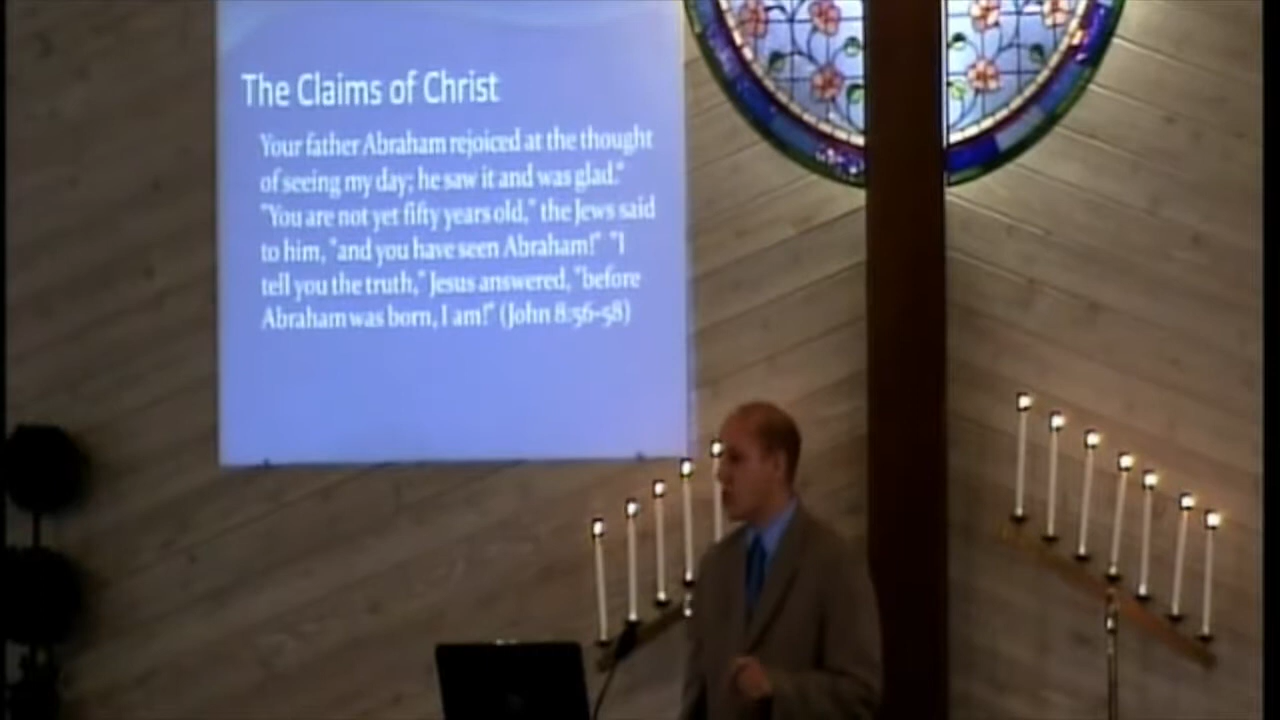 The Claims of Christ
Your father Abraham rejoiced at the thought
of seeing my day; he saw it and was glad."
"You are not yet fifty years old," the Jews said
to him, "and you have seen Abraham!" "I
tell you the truth," Jesus answered, "before
Abraham was born, I am!" (John 8:56-58)